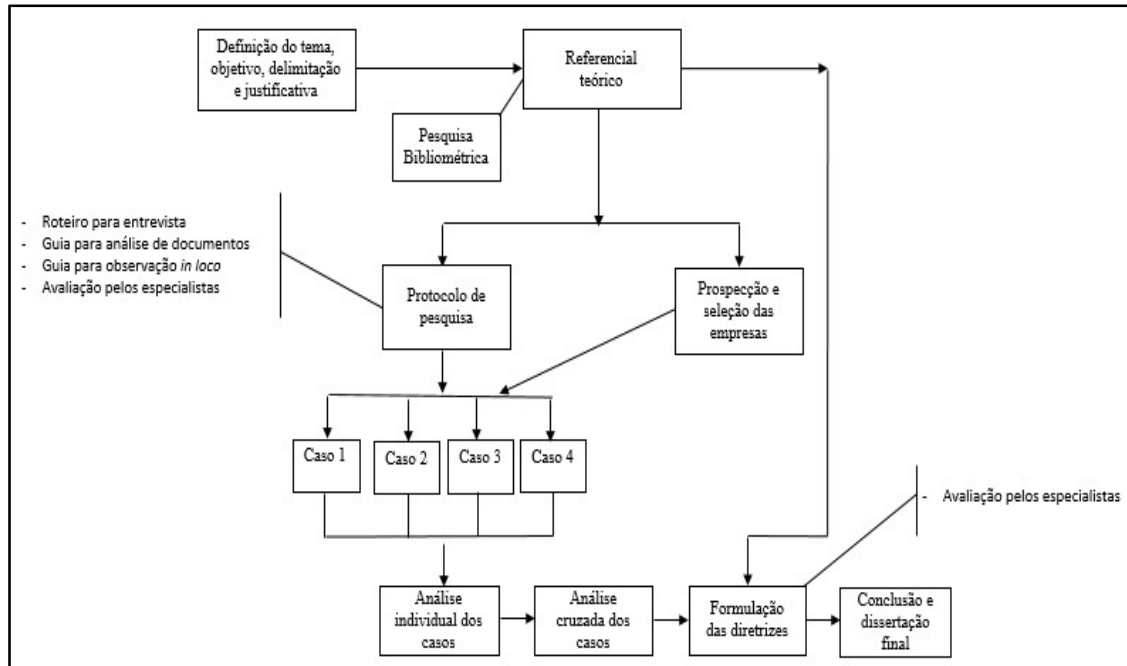 Definição do tema,
objetivo, delimitação
e justificativa
Referencial
teórico
Pesquisa
Bibliométrica
- Roteiro para entrevista
- Guia para análise de documentos
- Guia para observação in loco
- Avaliação pelos especialistas
Protocolo de
pesquisa
Prospecção e
seleção das
empresas
Caso 1
Caso 2
Caso 3
Caso 4
- Avaliação pelos especialistas
Análise
individual dos
casos
Análise
cruzada dos
casos
Formulação
das diretrizes
Conclusão e
dissertação
final